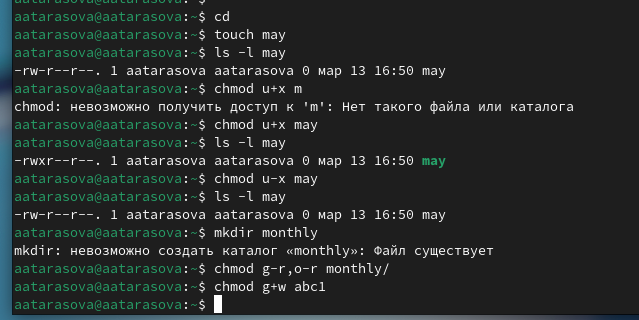 aatarasova@aatarasova:~$ cd
aatarasova@aatarasova:~$ touch may
aatarasova@aatarasova:~$ ls -l may
-rw-r--r--. 1 aatarasova aatarasova 0 мар 13 16:50 may
aatarasova@aatarasova:~$ chmod u+x m
chmod: невозможно получить доступ к 'm': Нет такого файла или каталога
aatarasova@aatarasova:~$ chmod u+x may
aatarasova@aatarasova:~$ ls -l may
-rwxr--r--. 1 aatarasova aatarasova 0 мар 13 16:50 may
aatarasova@aatarasova:~$ chmod u-x may
aatarasova@aatarasova:~$ ls -l may
-rw-r--r--. 1 aatarasova aatarasova 0 мар 13 16:50 may
aatarasova@aatarasova:~$ mkdir monthly
mkdir: невозможно создать каталог «monthly»: Файл существует
aatarasova@aatarasova:~$ chmod g-r,o-r monthly/
aatarasova@aatarasova:~$ chmod g+w abc1
aatarasova@aatarasova:~$